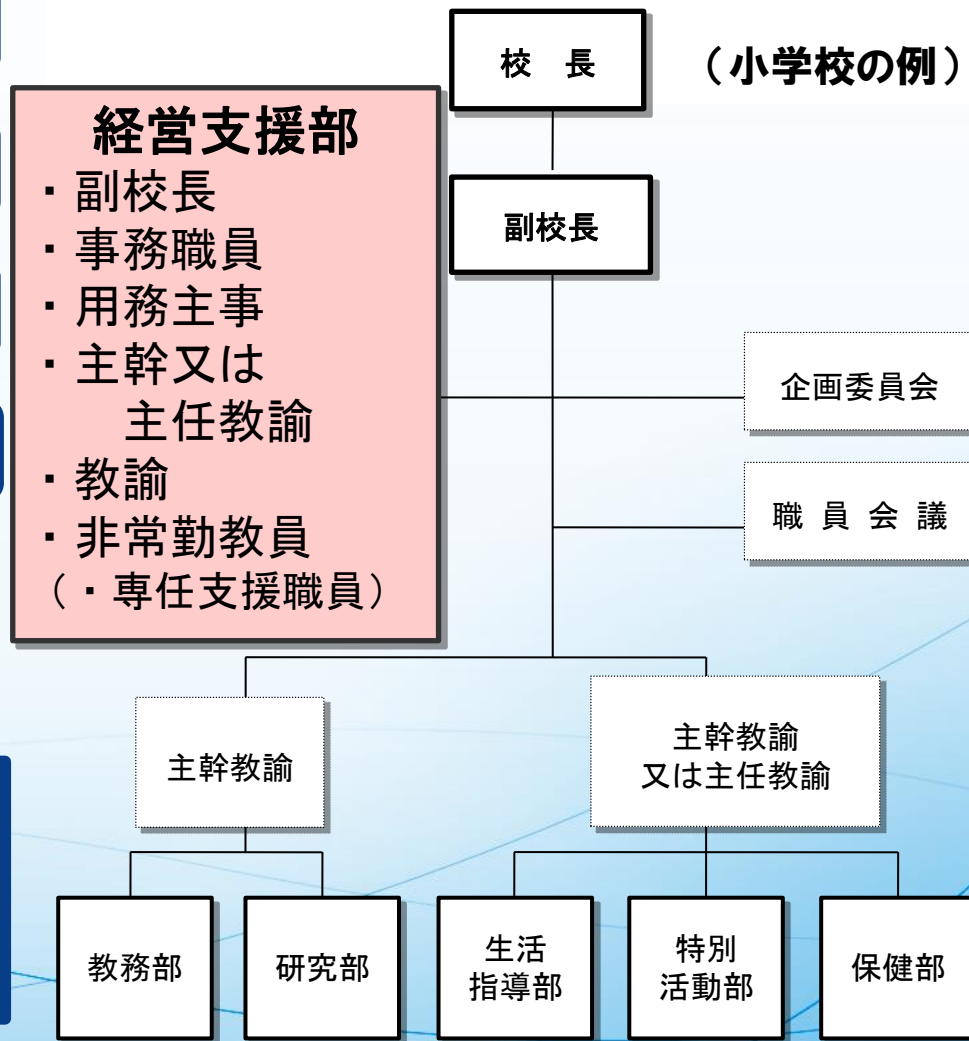 校 長
（小学校の例）
経営支援部
・副校長
・事務職員
・用務主事
・主幹又は
主任教諭
・教諭
・非常勤教員
（・専任支援職員）
副校長
企画委員会
職 員 会 議
主幹教諭
主幹教諭
又は主任教諭
教務部
研究部
生活
指導部
特別
活動部
保健部